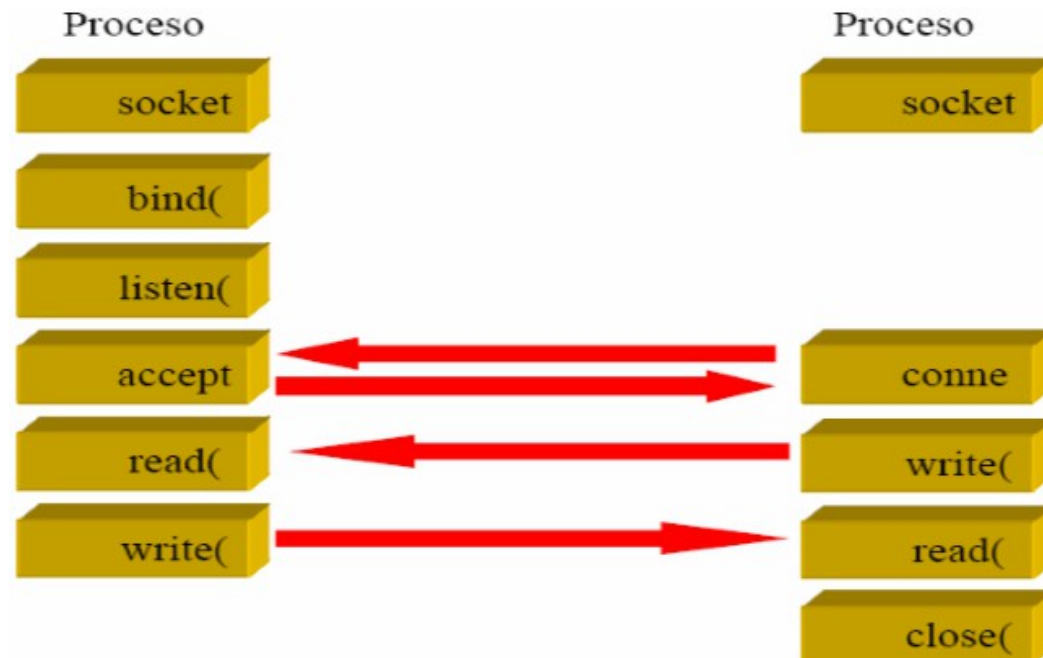 Proceso
Proceso
socket
socket
bind(
listen(
accept
conne
read(
write(
write(
read(
close(